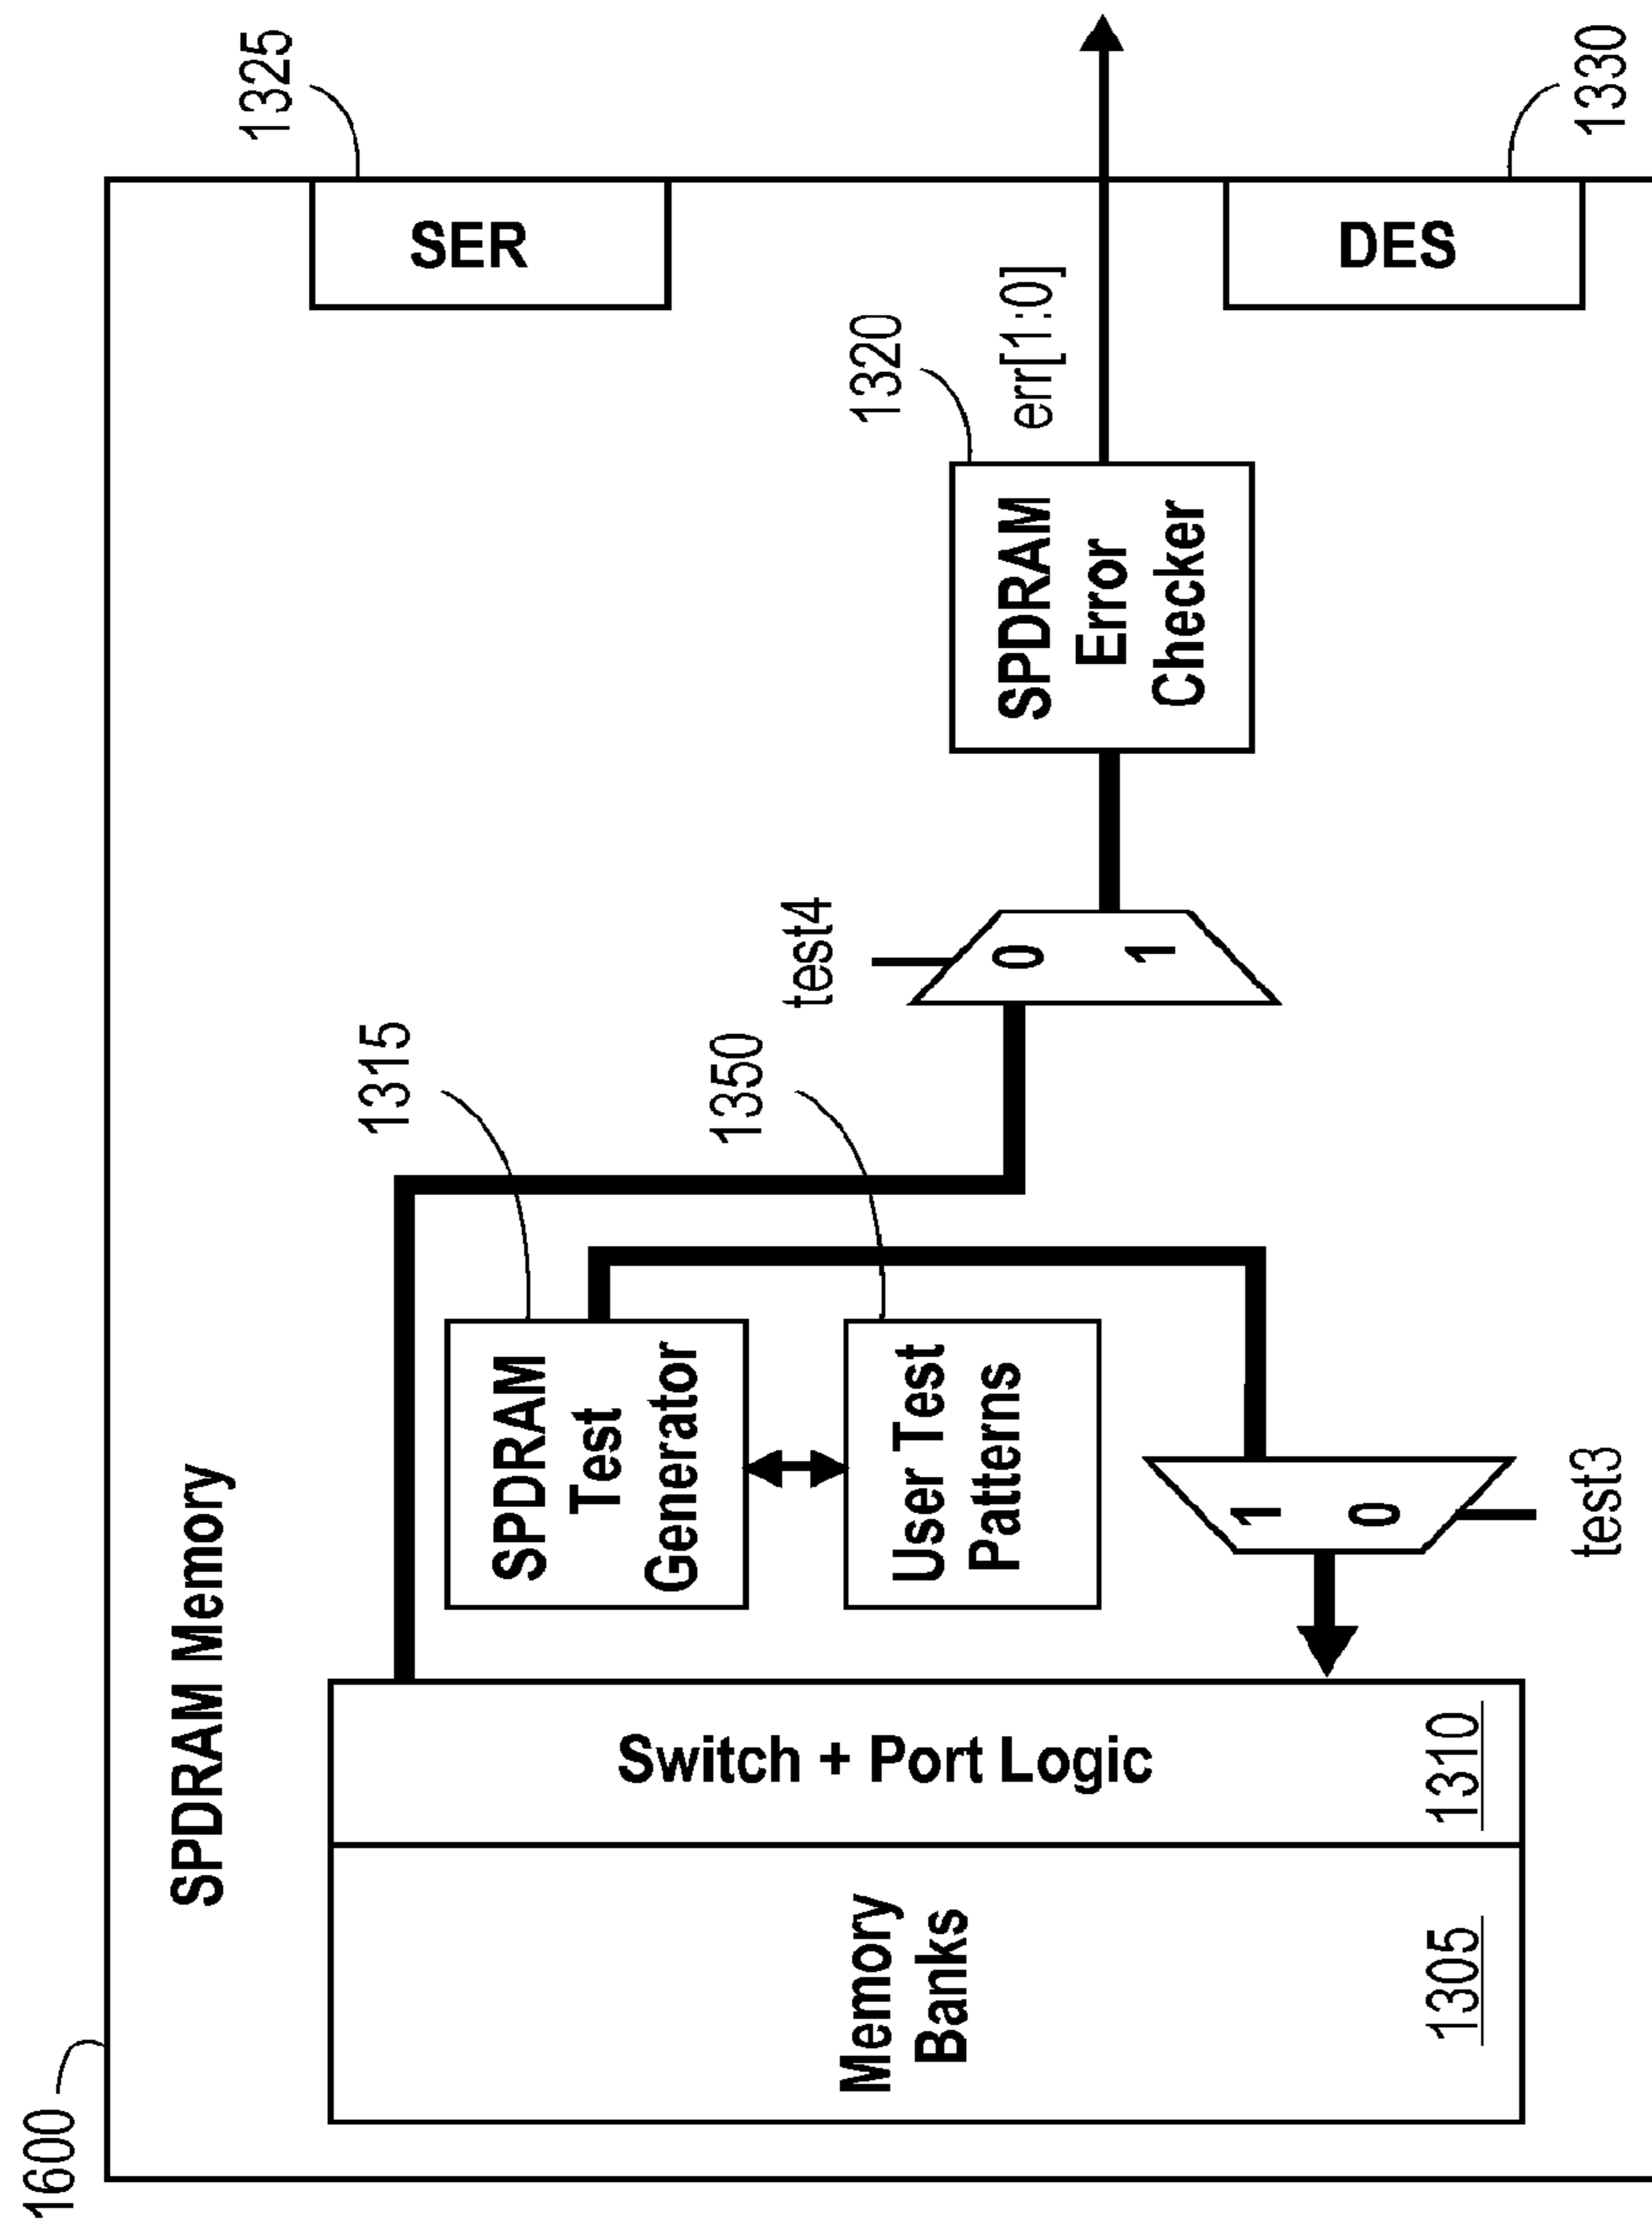 1600
SPDRAM Memory
1325
SER
1315
SPDRAM
Test
Generator
test4
0
1
1320
SPDRAM
Error
Checker
err[1:0]
1350
User Test
Patterns
Memory
Banks
1305
Switch + Port Logic
1310
1
0
test3
DES
1330